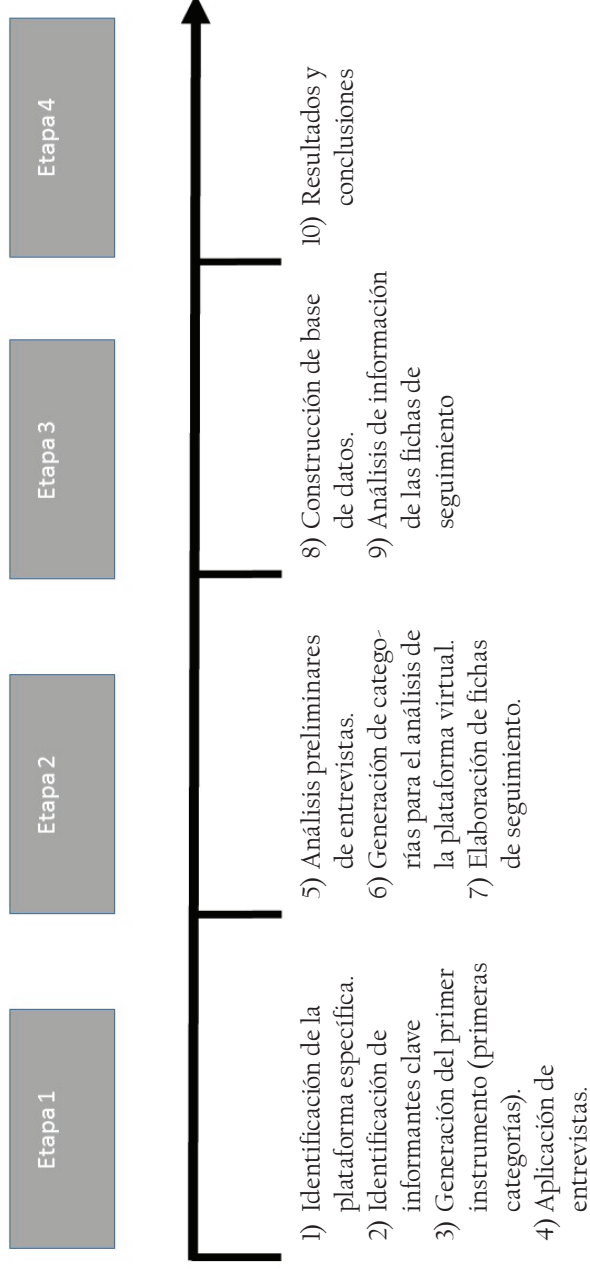 Etapa 1
1) Identificación de la
plataforma específica.
2) Identificación de
informantes clave
3) Generación del primer
instrumento (primeras
categorías).
4) Aplicación de
entrevistas.
Etapa 2
5) Análisis preliminares
de entrevistas.
6) Generación de catego-
rías para el análisis de
la plataforma virtual.
7) Elaboración de fichas
de seguimiento.
Etapa 3
8) Construcción de base
de datos.
9) Análisis de información
de las fichas de
seguimiento
Etapa 4
10) Resultados y
conclusiones